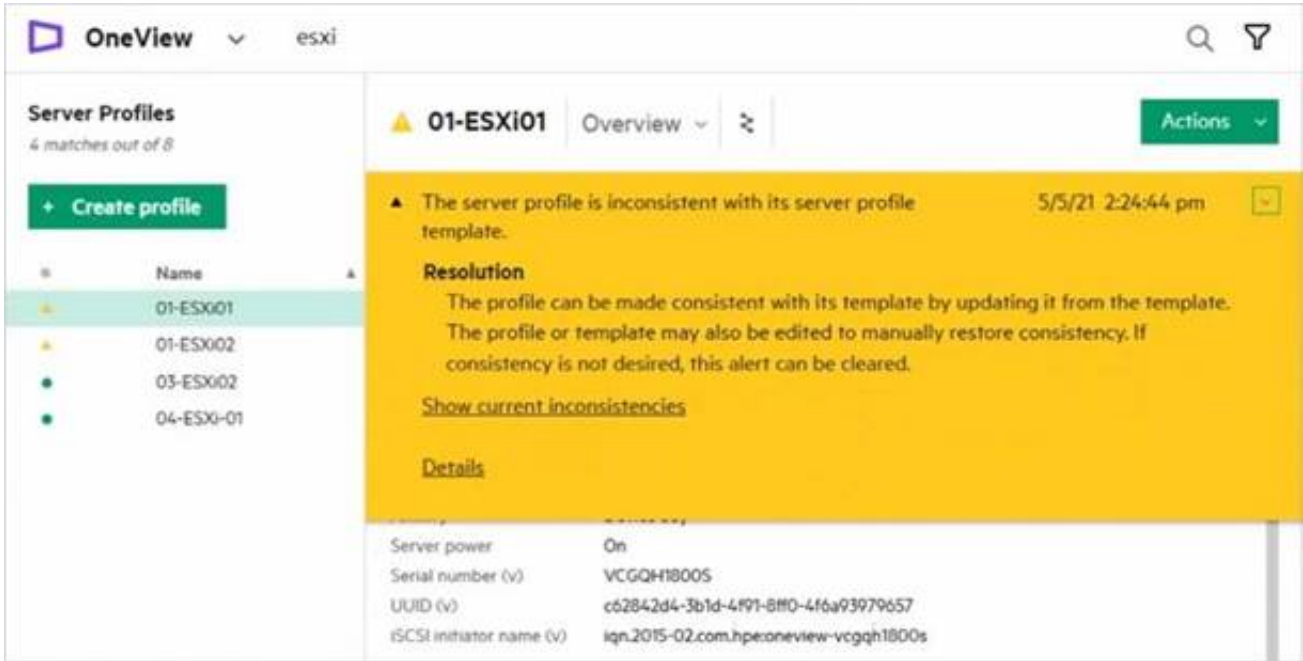 OneView esxi
Server Profiles
4 matches out of 8
+ Create profile
Name
01-ESXi01
01-ESXi02
03-ESXi02
04-ESXi-01
01-ESXi01 Overview
Actions
The server profile is inconsistent with its server profile 5/5/21 2:24:44 pm
template.
Resolution
The profile can be made consistent with its template by updating it from the template.
The profile or template may also be edited to manually restore consistency. If
consistency is not desired, this alert can be cleared.
Show current inconsistencies
Details
Server power On
Serial number (v) VCGQH1800S
UUID (v) c62842d4-3b1d-4f91-8ff0-4f6a93979657
iSCSI initiator name (v) iqn.2015-02.com.hpe:oneview-vcgqh1800s